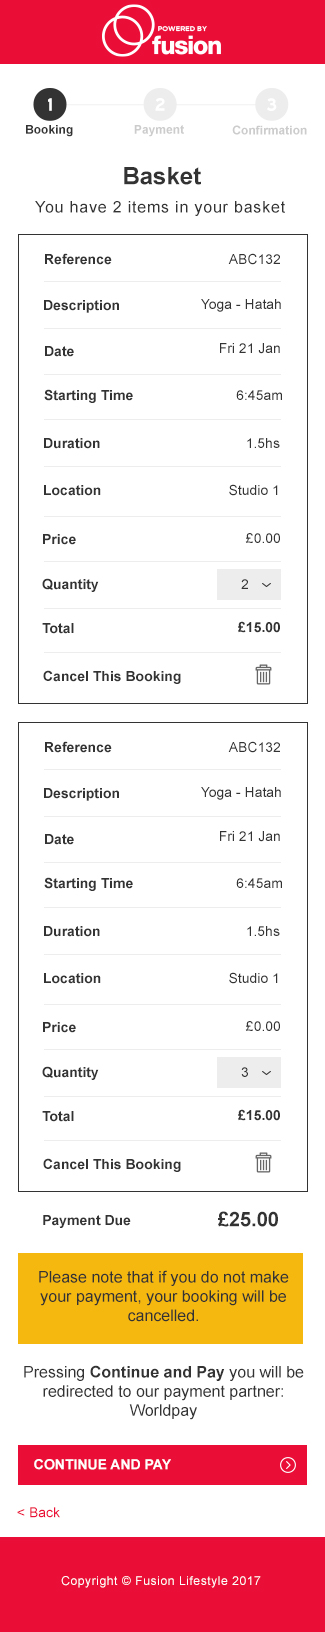 POWERED BY
fusion
1 2 3
Booking Payment Confirmation
Basket
You have 2 items in your basket
Reference ABC132
Description Yoga - Hatah
Date Fri 21 Jan
Starting Time 6:45am
Duration 1.5hs
Location Studio 1
Price £0.00
Quantity 2
Total £15.00
Cancel This Booking
Reference ABC132
Description Yoga - Hatah
Date Fri 21 Jan
Starting Time 6:45am
Duration 1.5hs
Location Studio 1
Price £0.00
Quantity 3
Total £15.00
Cancel This Booking
Payment Due £25.00
Please note that if you do not make
your payment, your booking will be
cancelled.
Pressing Continue and Pay you will be
redirected to our payment partner:
Worldpay
CONTINUE AND PAY
< Back
Copyright © Fusion Lifestyle 2017